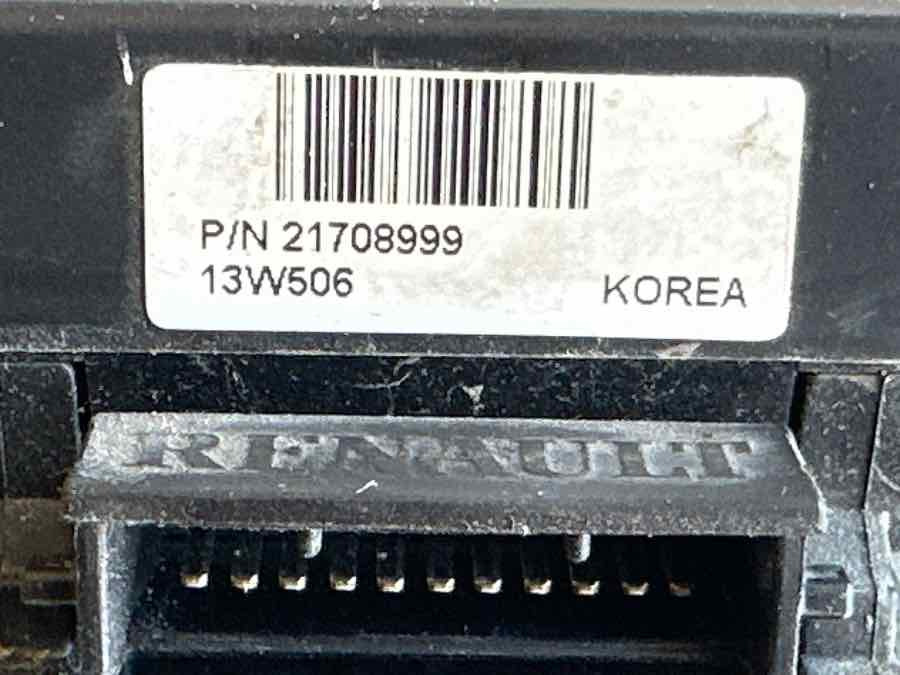 P/N 21708999
13W506
KOREA
RENAULT